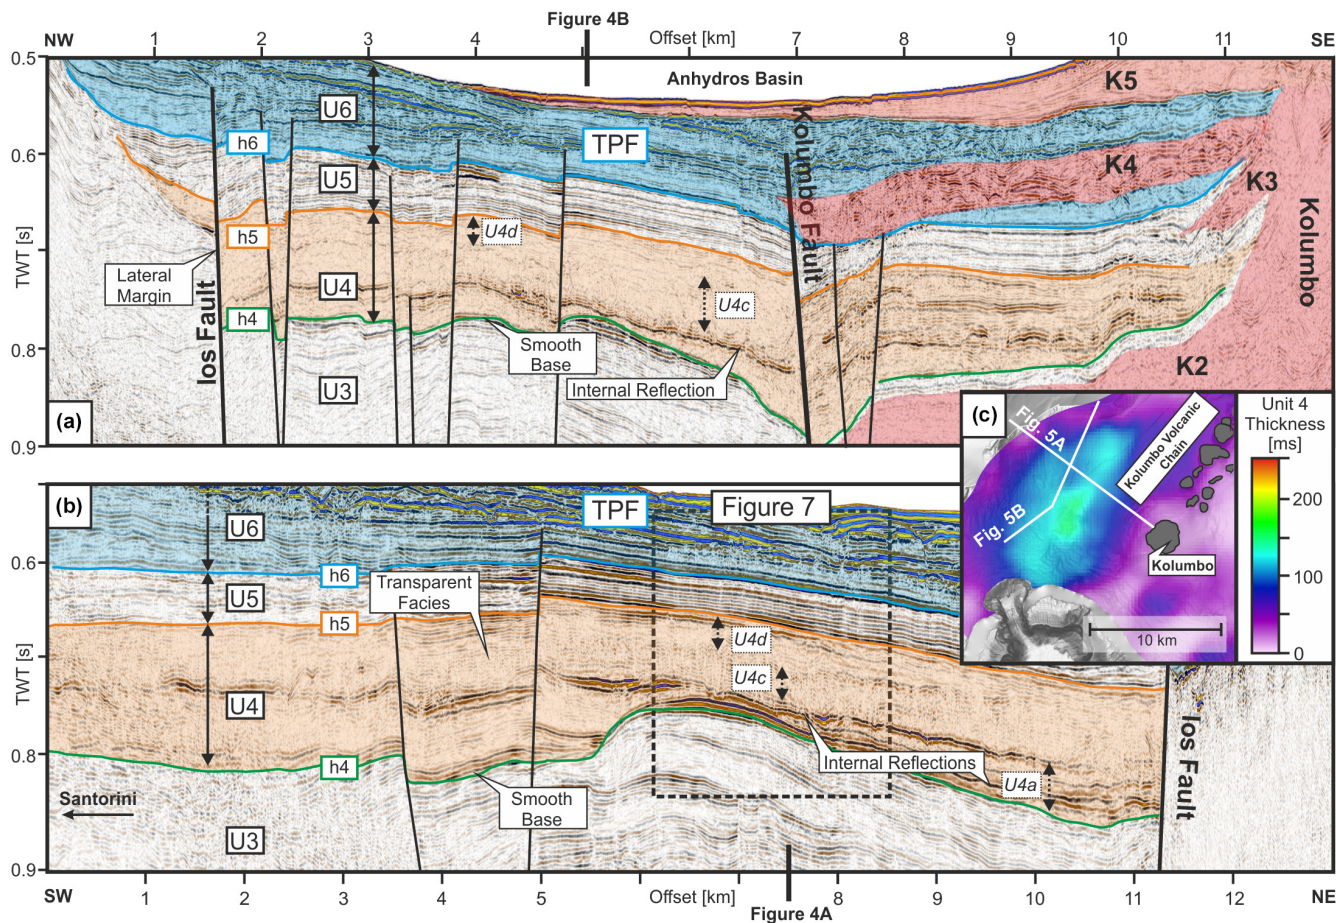 Figure 4B
NW
1
2
3
4
Offset [km]
7
8
9
10
11
SE
0.5
0.6
0.8
0.9
TWT [s]
Anhydros Basin
K5
U6
h6
TPF
K4
U5
K3
h5
U4d
Kolumbo Fault
Kolumbo
Lateral
Margin
U4
U4c
h4
Ios Fault
Smooth
Base
Internal Reflection
U3
K2
(a)
(c)
Fig. 5A
Fig. 5B
Kolumbo Volcanic
Chain
Kolumbo
10 km
Unit 4
Thickness
[ms]
200
100
0
(b)
TPF
Figure 7
U6
0.6
h6
Transparent
Facies
U5
h5
U4d
TWT [s]
U4c
U4
0.8
h4
Internal Reflections
U4a
Ios Fault
Santorini
Smooth
Base
U3
0.9
SW
1
2
3
4
5
Offset [km]
8
9
10
11
12
NE
Figure 4A